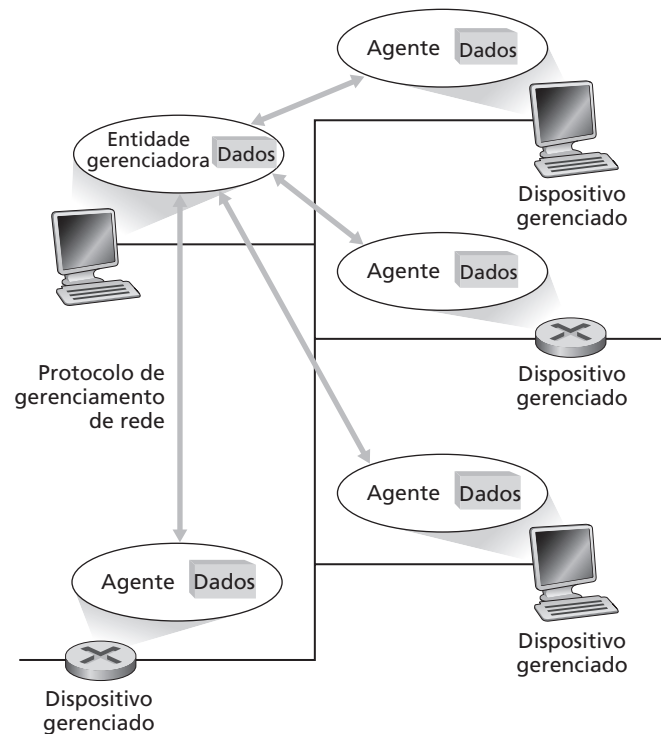 Agente Dados
Entidade
gerenciadora Dados
Dispositivo
gerenciado
Agente Dados
Protocolo de
gerenciamento
de rede
Dispositivo
gerenciado
Agente Dados
Agente Dados
Dispositivo
gerenciado
Dispositivo
gerenciado